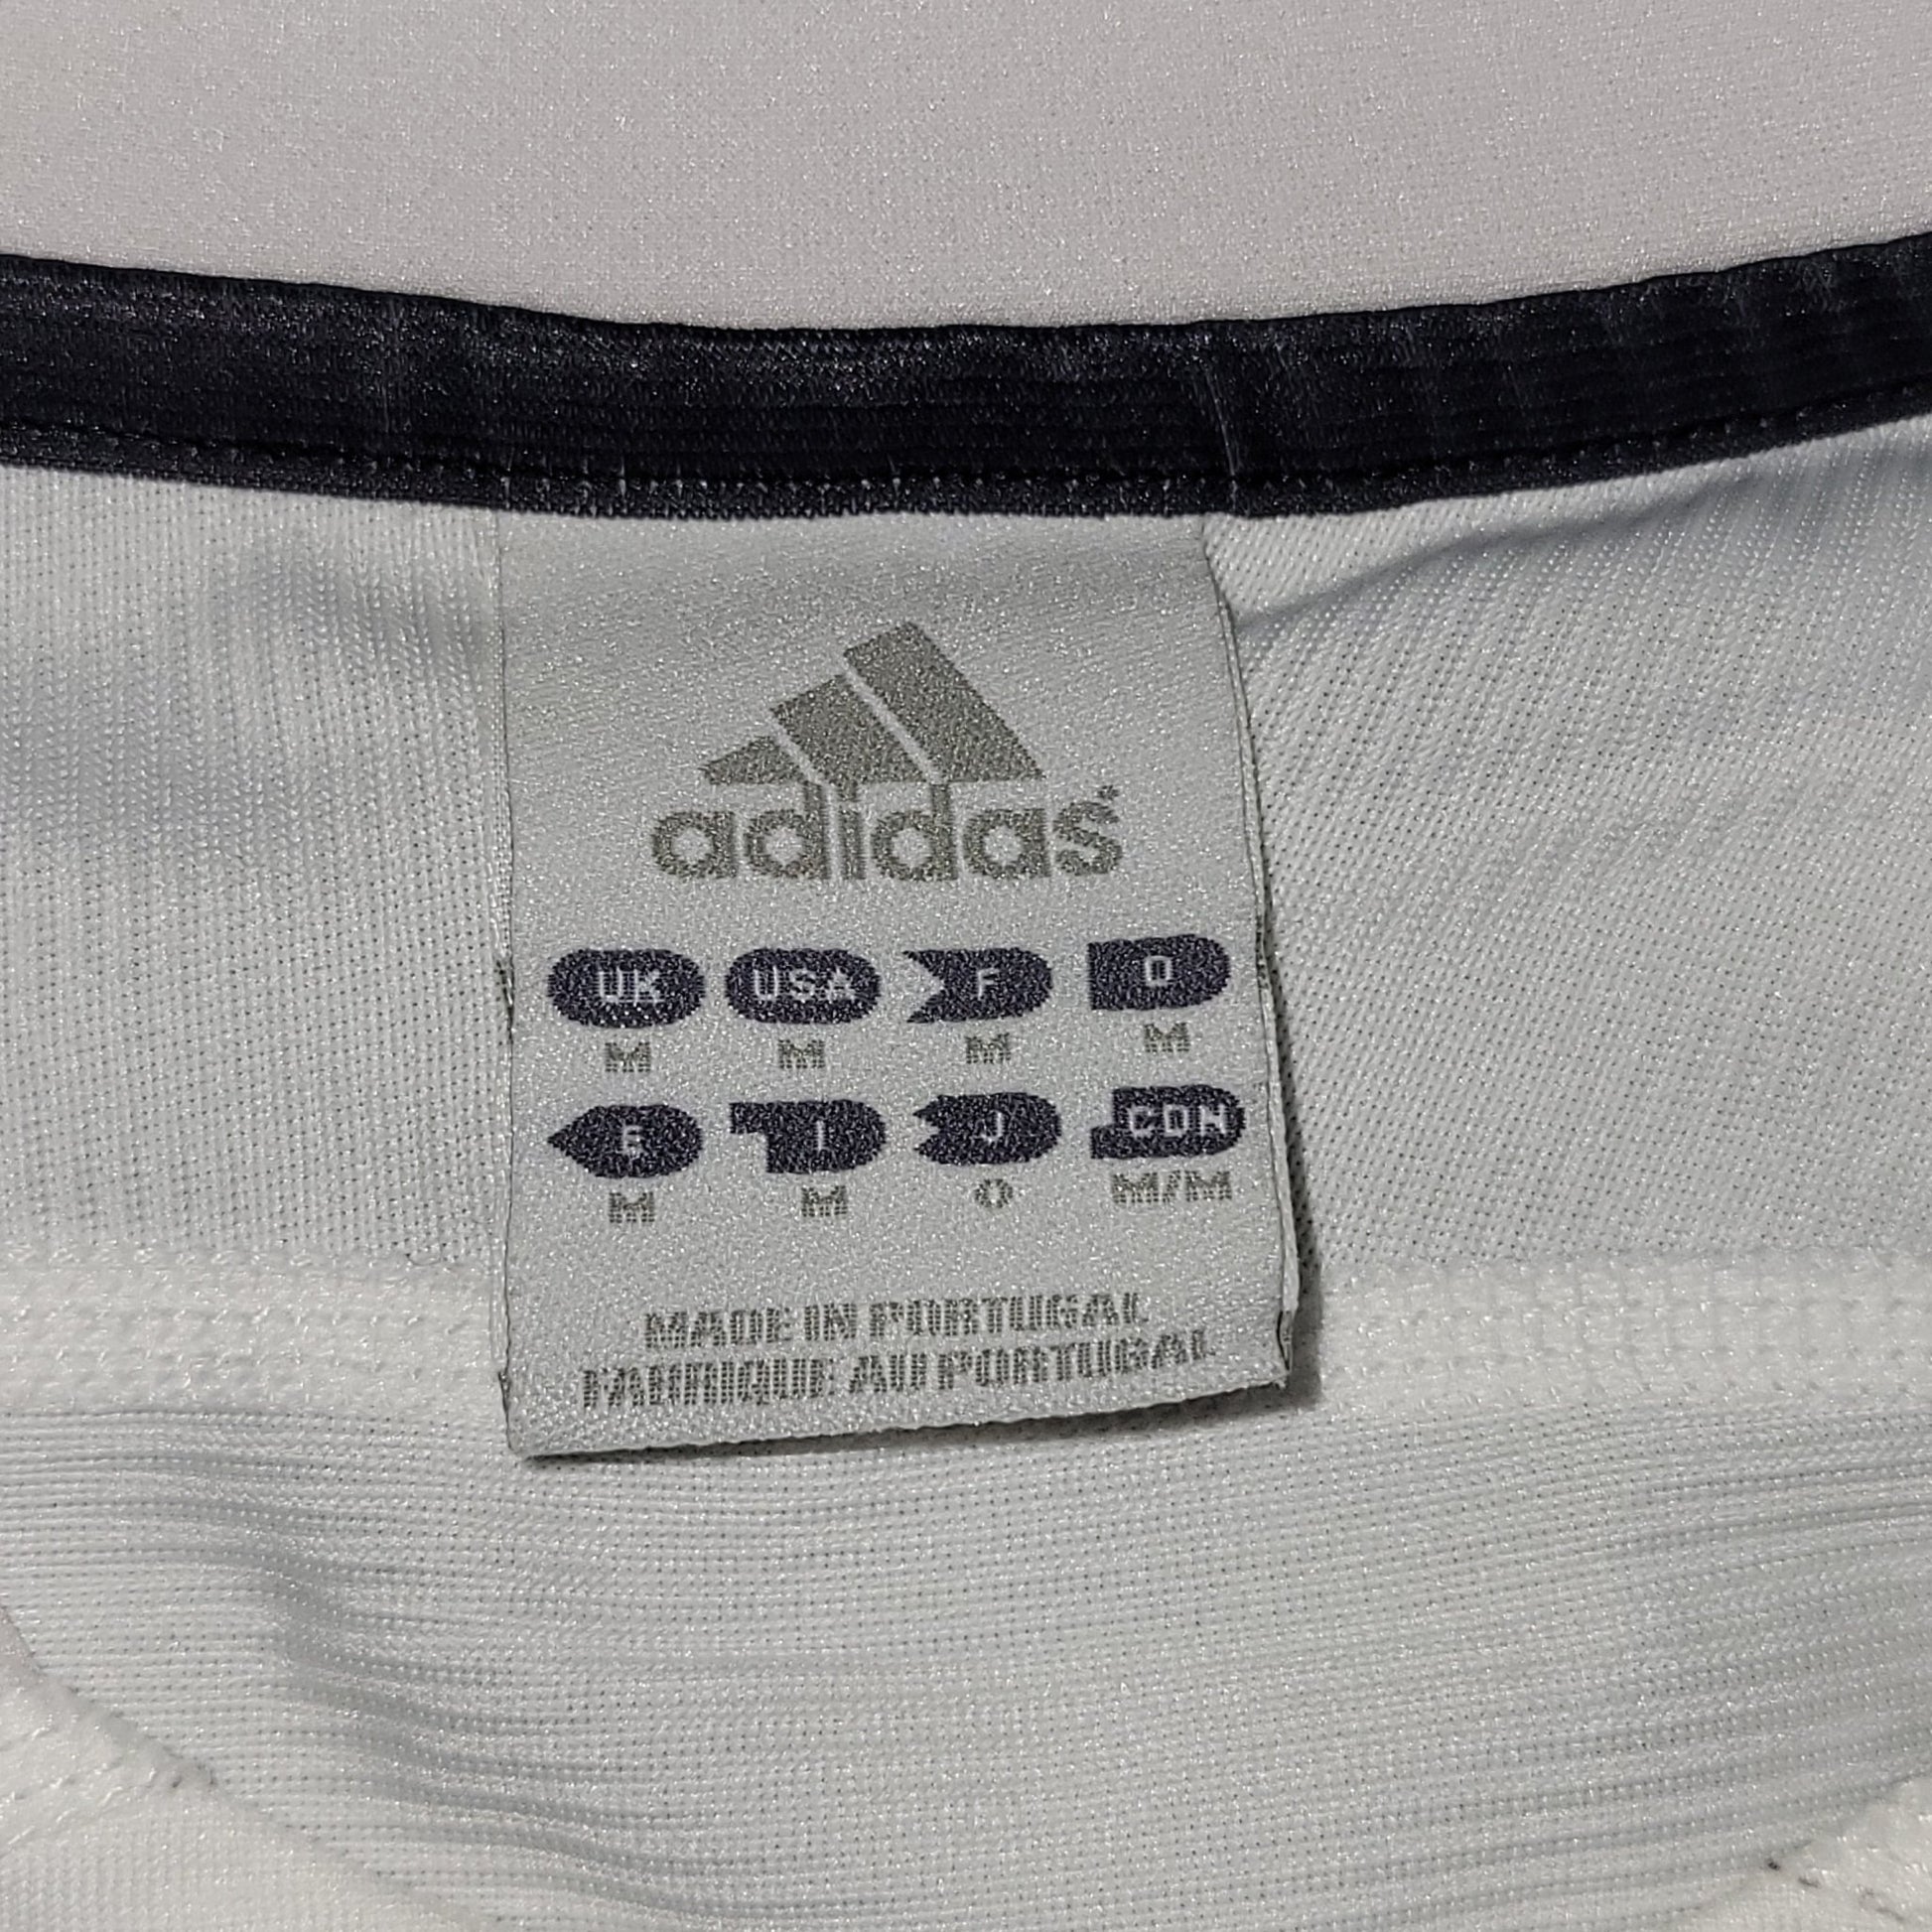 adidas
UK USA F D
M M M M
E I J CDN
M M O M/M
MADE IN PORTUGAL
FABRIQUE AU PORTUGAL